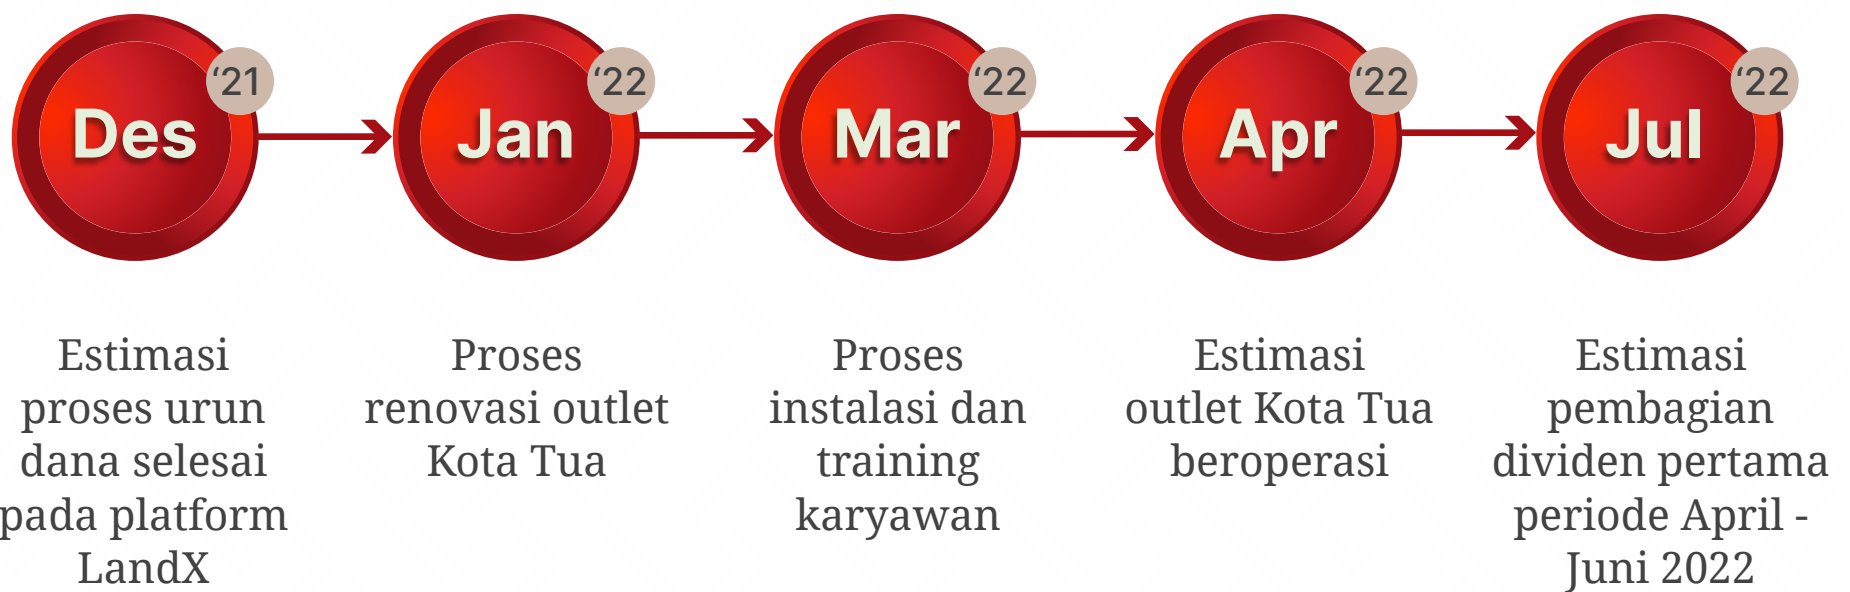 Des
‘21
Jan
‘22
Mar
‘22
Apr
‘22
Jul
‘22
Estimasi
proses urun
dana selesai
pada platform
LandX
Proses
renovasi outlet
Kota Tua
Proses
instalasi dan
training
karyawan
Estimasi
outlet Kota Tua
beroperasi
Estimasi
pembagian
dividen pertama
periode April -
Juni 2022